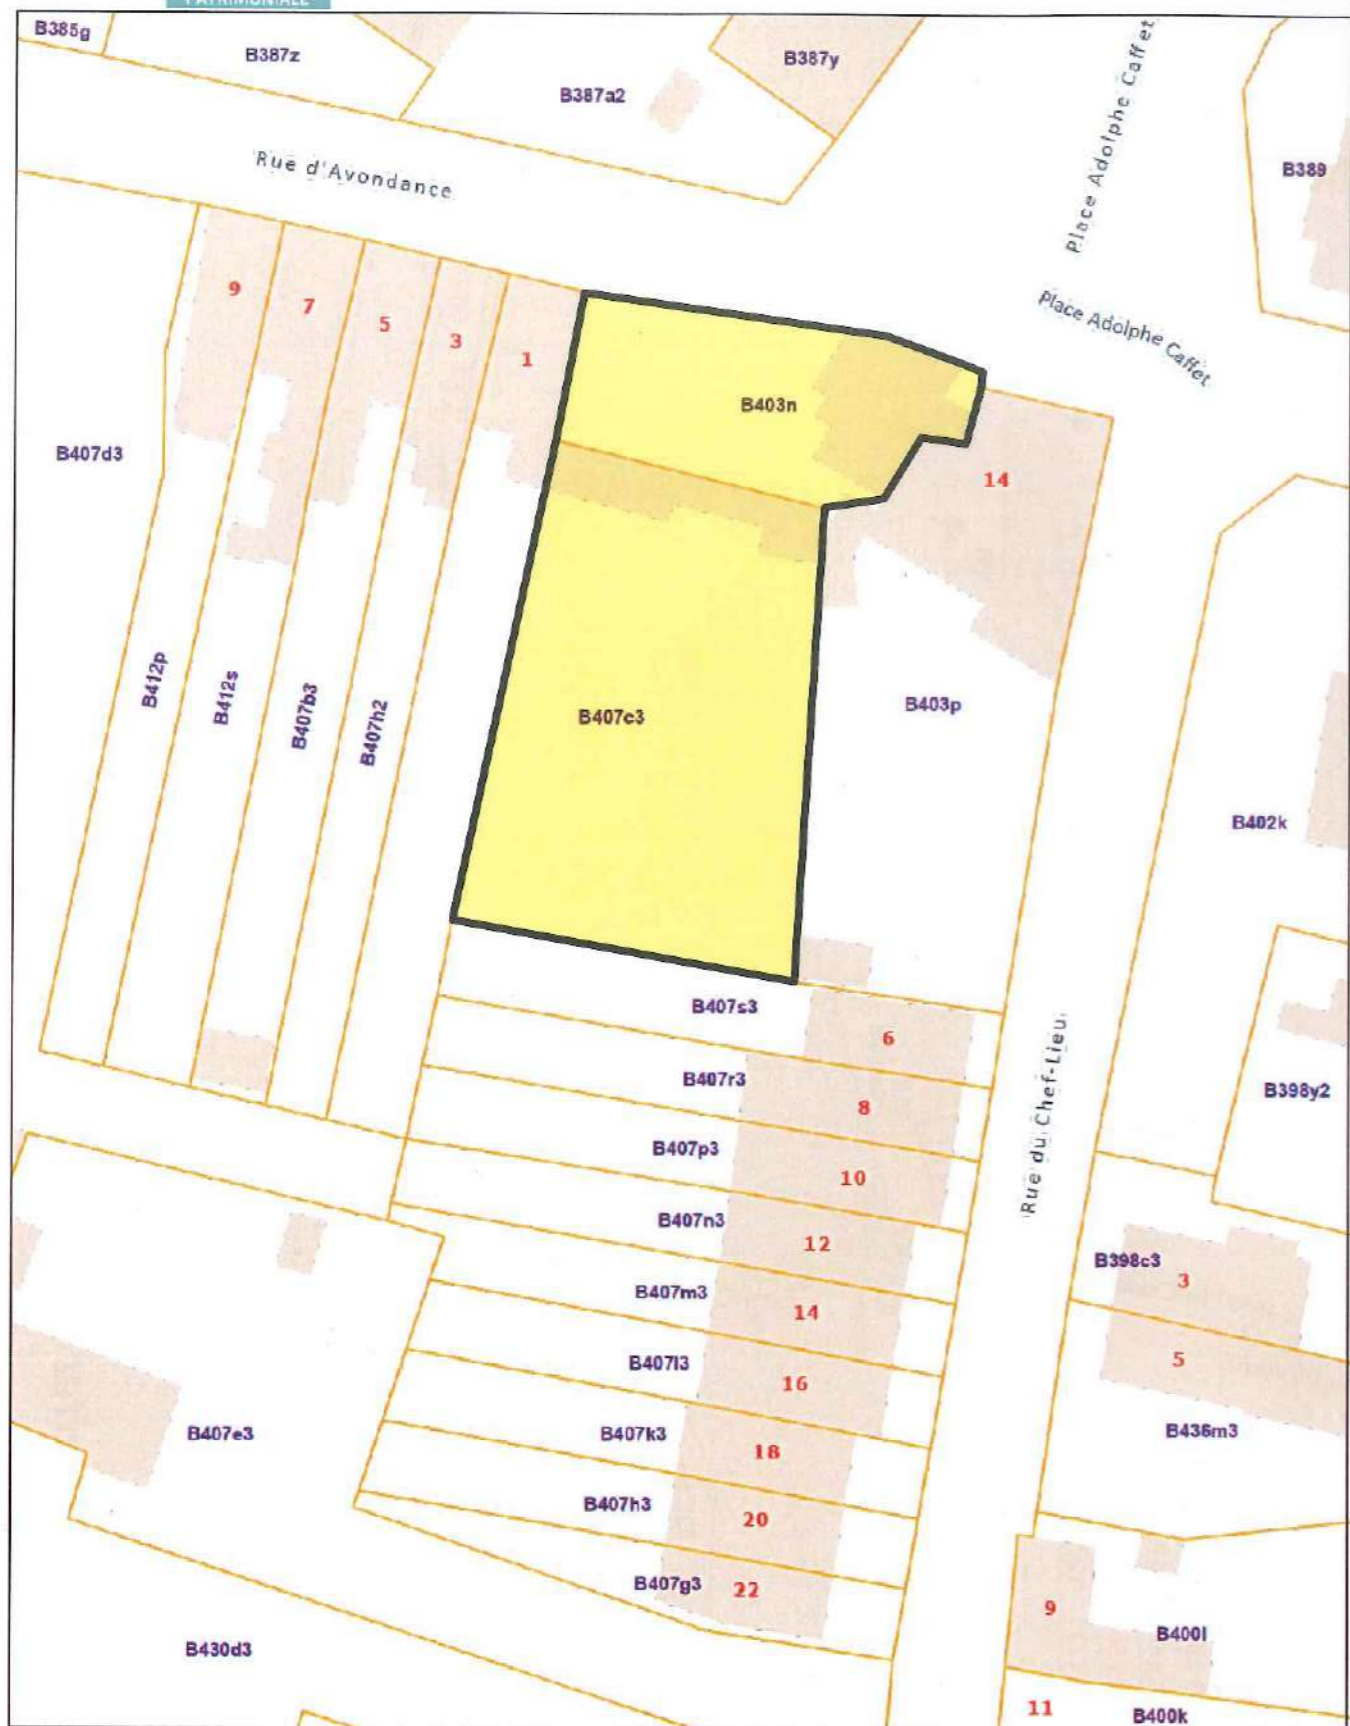 PATRIMONIALE
B385g
B387z
B387a2
B387y
Place Adolphe Caffet
B389
Rue d'Avondance
Place Adolphe Caffet
9
7
5
3
1
B403n
B407d3
14
B412p
B412s
B407b3
B407h2
B407c3
B403p
B402k
B407s3
6
B407r3
8
Rue du Chef-Lieu
B398y2
B407p3
10
B407n3
12
B398c3
3
B407m3
14
B407l3
16
5
B407e3
B407k3
18
B436m3
B407h3
20
B407g3
22
9
B400l
B430d3
11
B400k